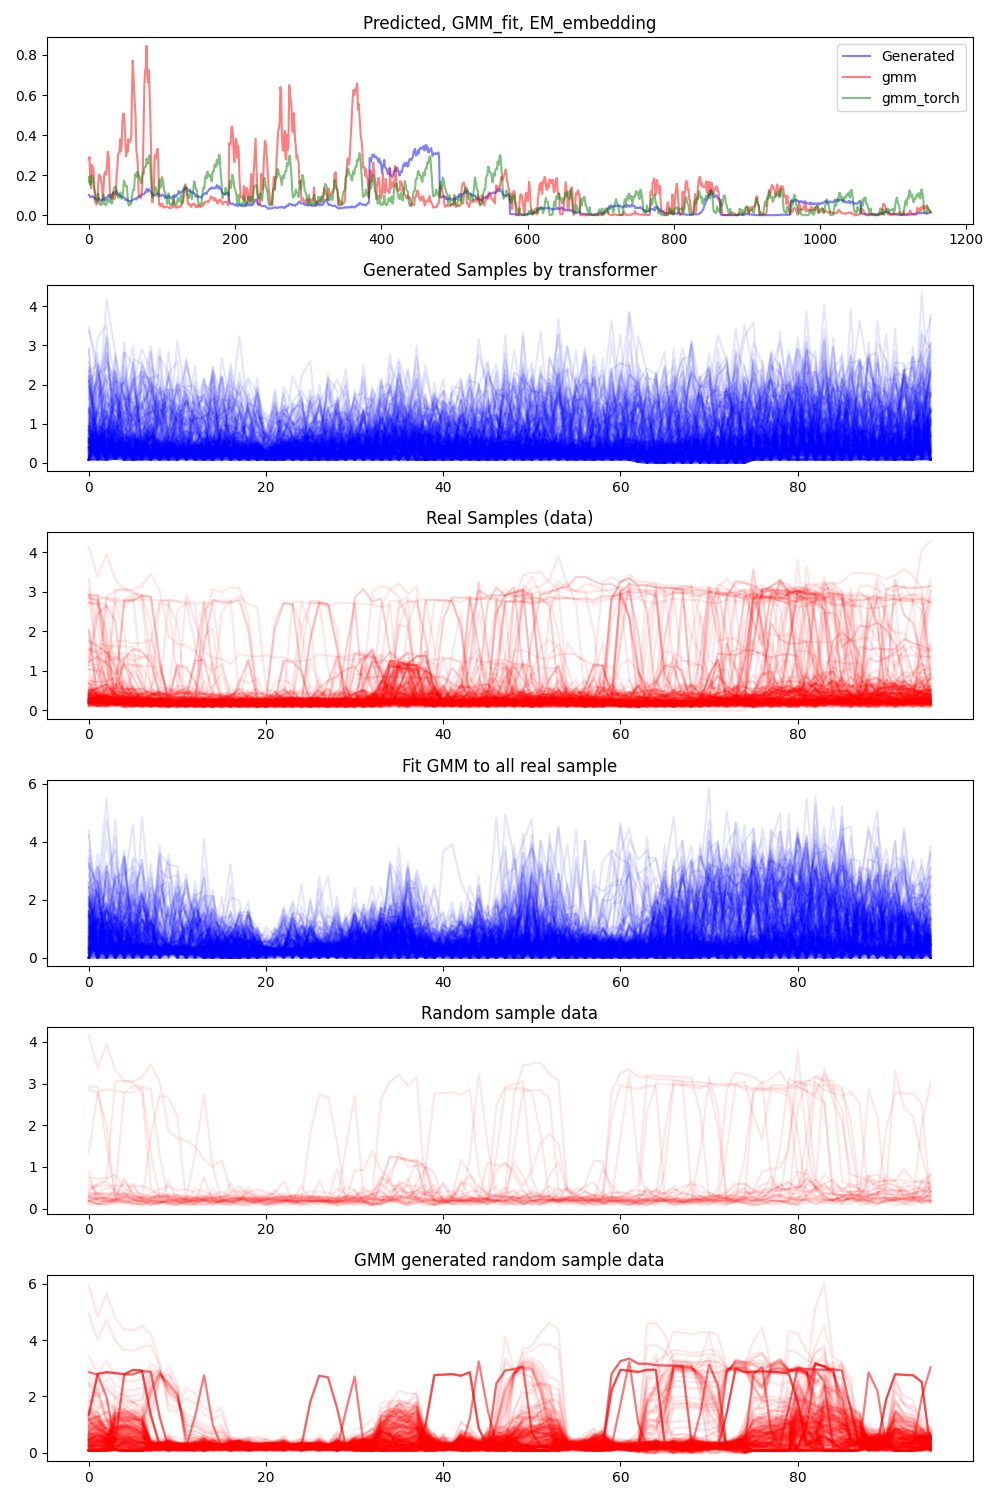 Predicted, GMM_fit, EM_embedding
0.8
0.6
0.4
0.2
0.0
Generated
gmm
gmm_torch
0 200 400 600 800 1000 1200
Generated Samples by transformer
4
3
2
1
0
0 20 40 60 80
Real Samples (data)
4
3
2
1
0
0 20 40 60 80
Fit GMM to all real sample
6
4
2
0
0 20 40 60 80
Random sample data
4
3
2
1
0
0 20 40 60 80
GMM generated random sample data
6
4
2
0
0 20 40 60 80